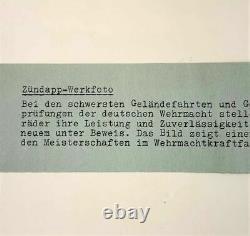 Zündapp-Werkfoto
Bei den schwersten Geländefahrten und G
prüfungen der deutschen Wehrmacht stell
räder ihre Leistung und Zuverlässigkeit
neuem unter Beweis. Das Bild zeigt eine
den Meisterschaften im Wehrmachtkraftfa
ebay